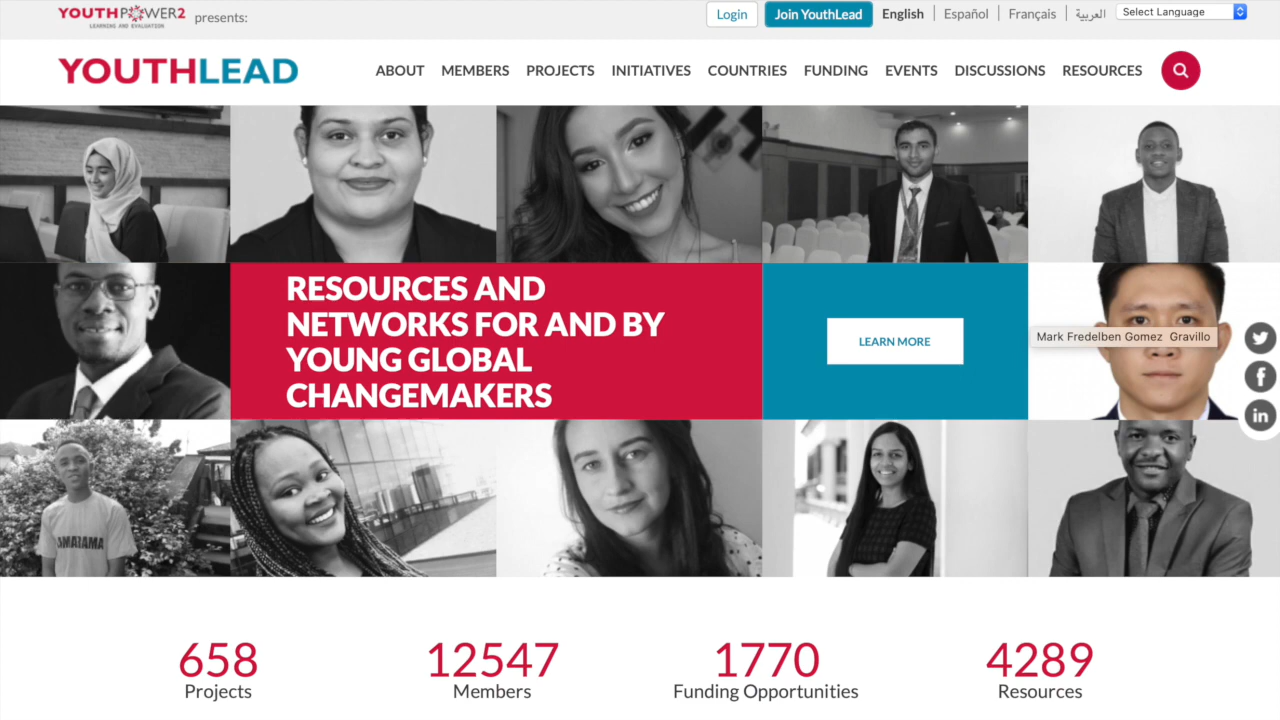 YOUTHPOWER2
LEARNING AND EVALUATION
presents:
Login
Join YouthLead
English
Español
Français
العربية
Select Language
YOUTHLEAD
ABOUT
MEMBERS
PROJECTS
INITIATIVES
COUNTRIES
FUNDING
EVENTS
DISCUSSIONS
RESOURCES
RESOURCES AND
NETWORKS FOR AND BY
YOUNG GLOBAL
CHANGEMAKERS
LEARN MORE
Mark Fredelben Gomez Gravillo
658
Projects
12547
Members
1770
Funding Opportunities
4289
Resources